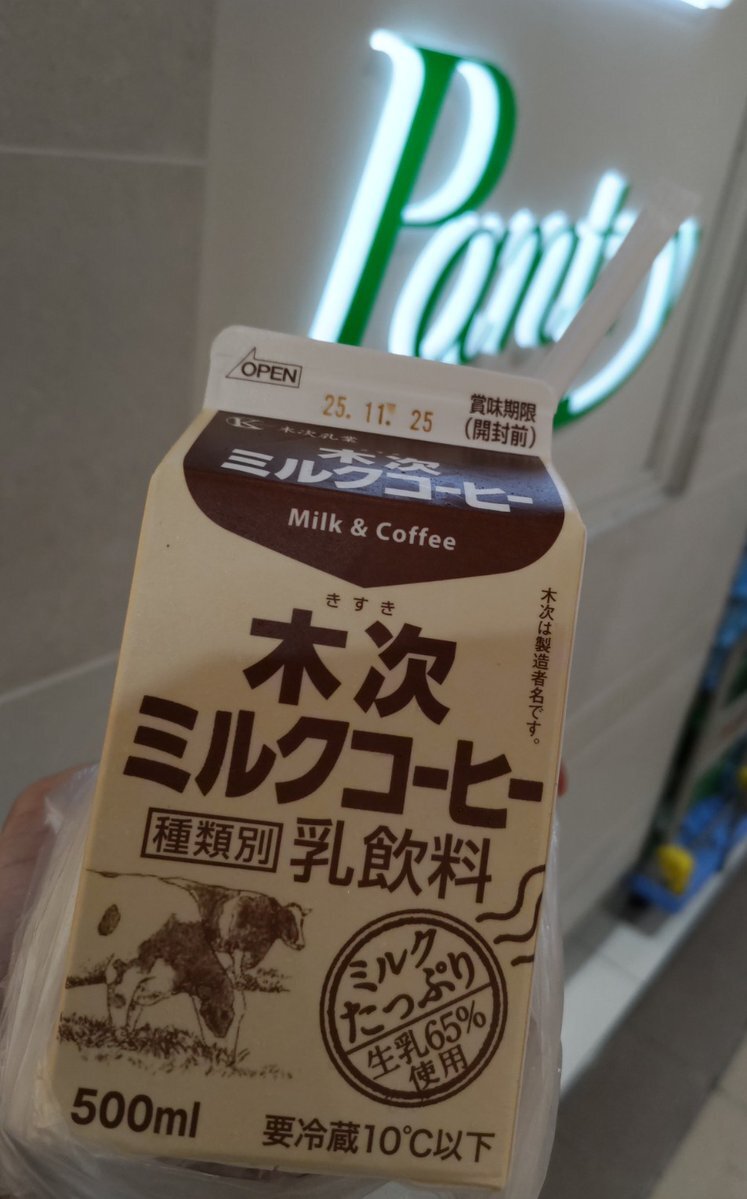 Pantry
OPEN
25. 11. 25
賞味期限
(開封前)
木次乳業
木次
ミルクコーヒー
Milk & Coffee
きすき
木次
ミルクコーヒー
木次は製造者名です。
種類別 乳飲料
ミルク
たっぷり
生乳65%
使用
500ml
要冷蔵10℃以下